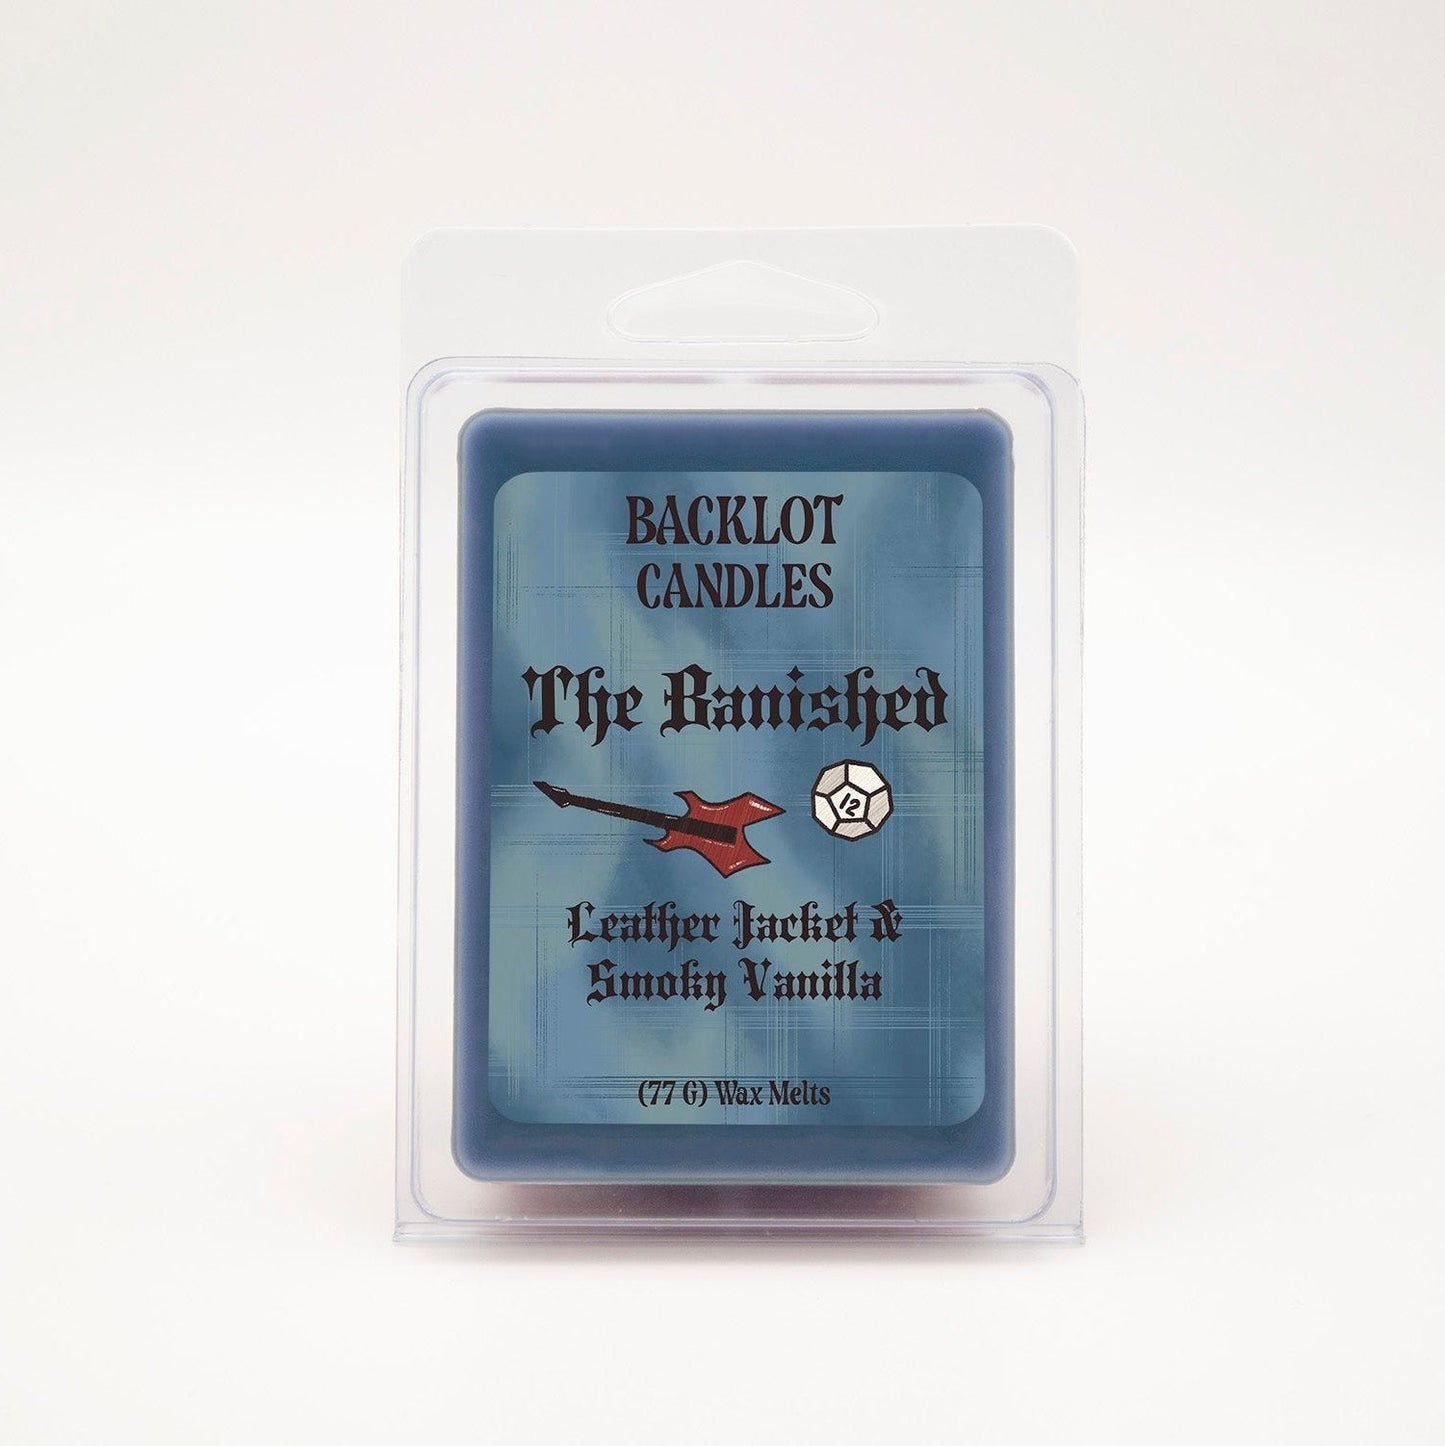 BACKLOT
CANDLES
The Banished
12
Leather Jacket &
Smoky Vanilla
(77 G) Wax Melts